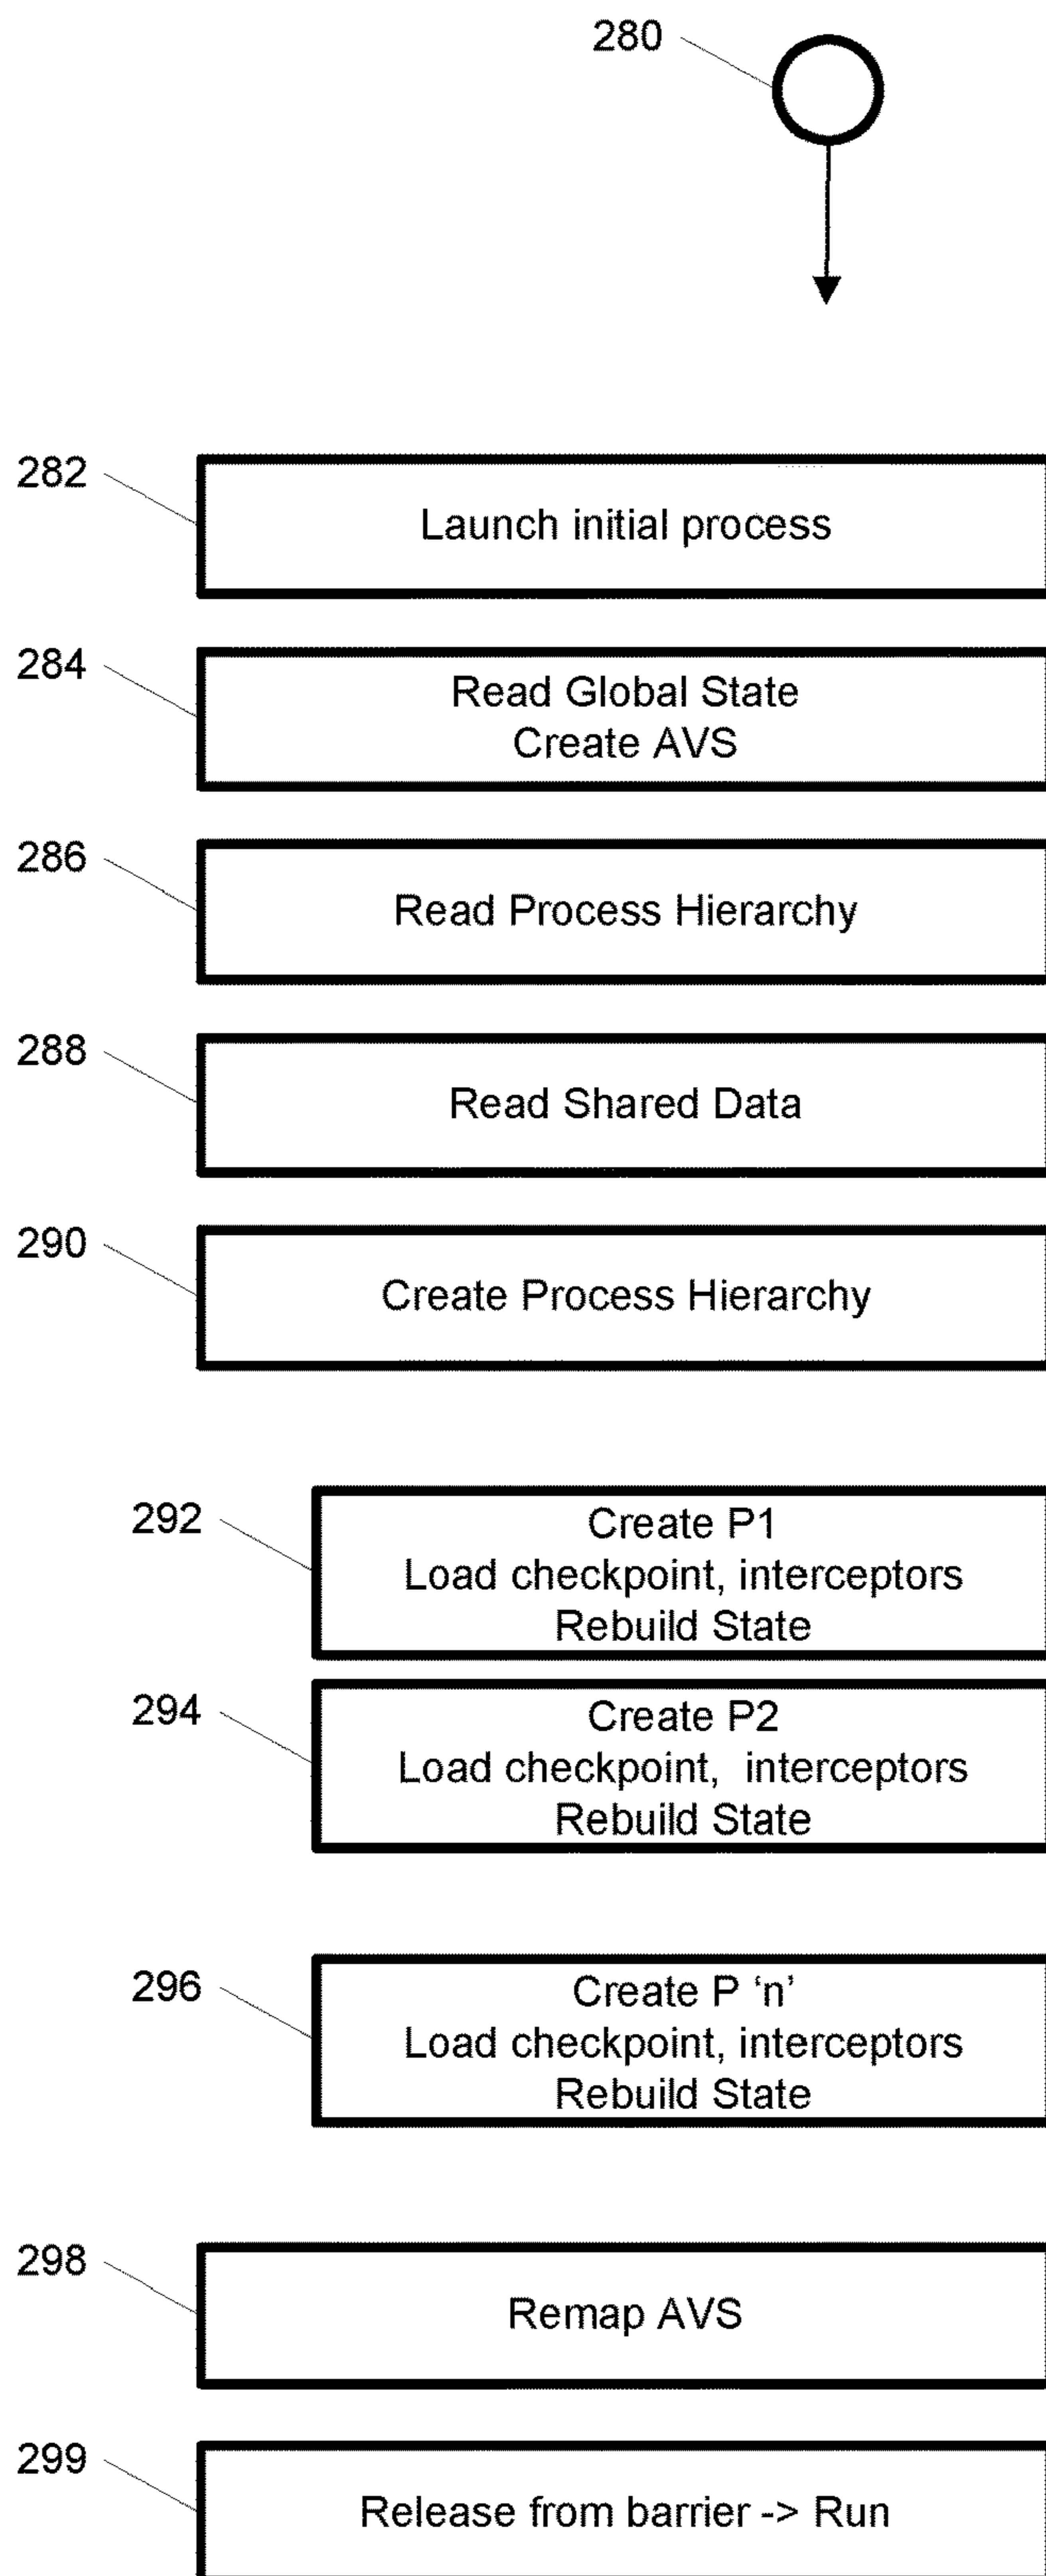 280
282
Launch initial process
284
Read Global State
Create AVS
286
Read Process Hierarchy
288
Read Shared Data
290
Create Process Hierarchy
292
Create P1
Load checkpoint, interceptors
Rebuild State
294
Create P2
Load checkpoint, interceptors
Rebuild State
296
Create P ‘n’
Load checkpoint, interceptors
Rebuild State
298
Remap AVS
299
Release from barrier -> Run